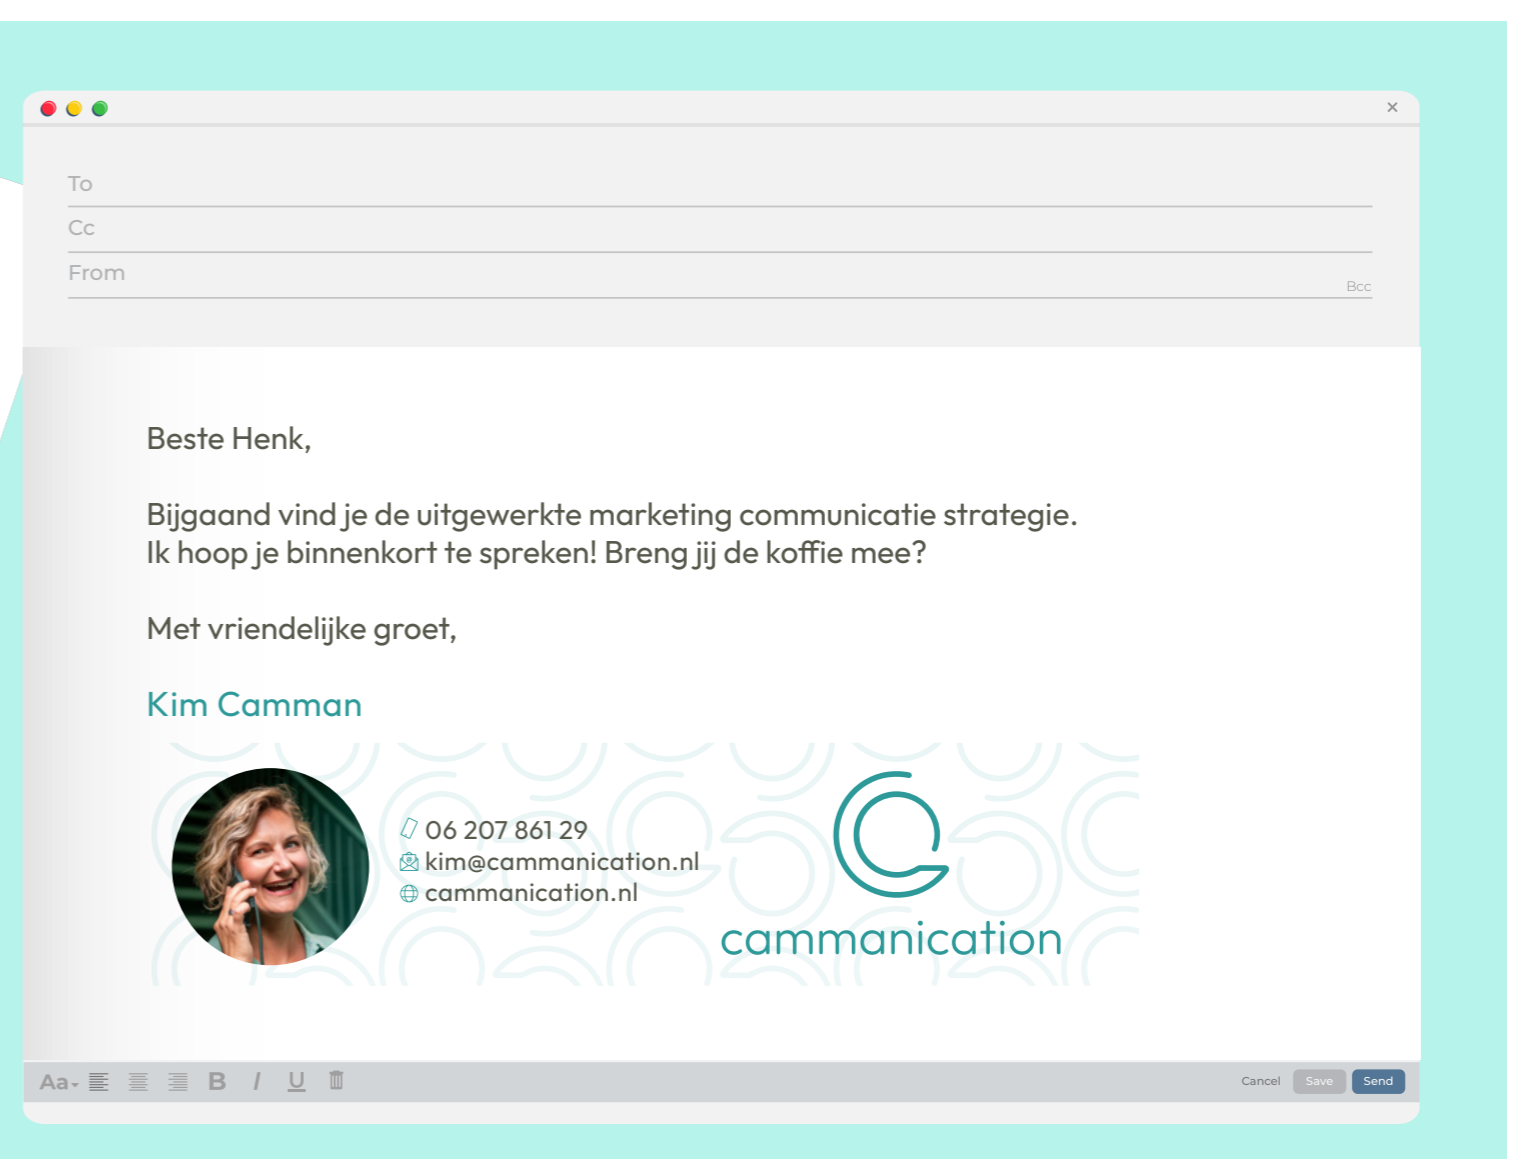 To
Cc
From
Bcc
Beste Henk,
Bijgaand vind je de uitgewerkte marketing communicatie strategie.
Ik hoop je binnenkort te spreken! Breng jij de koffie mee?
Met vriendelijke groet,
Kim Camman
06 207 861 29
kim@cammanication.nl
cammanication.nl
cammanication
Aa B I U Cancel Save Send